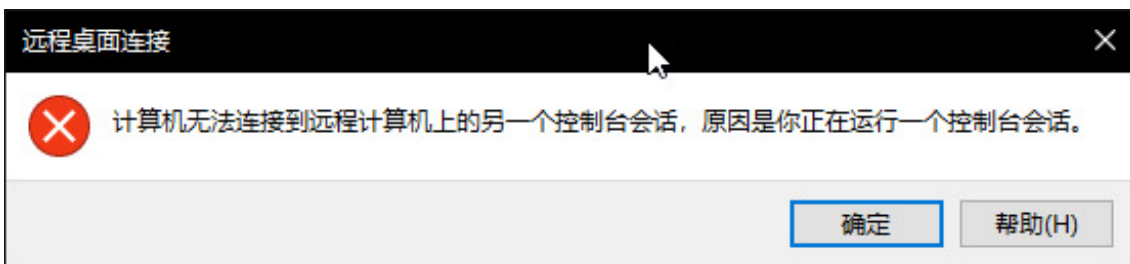 远程桌面连接
计算机无法连接到远程计算机上的另一个控制台会话，原因是你正在运行一个控制台会话。
确定
帮助(H)